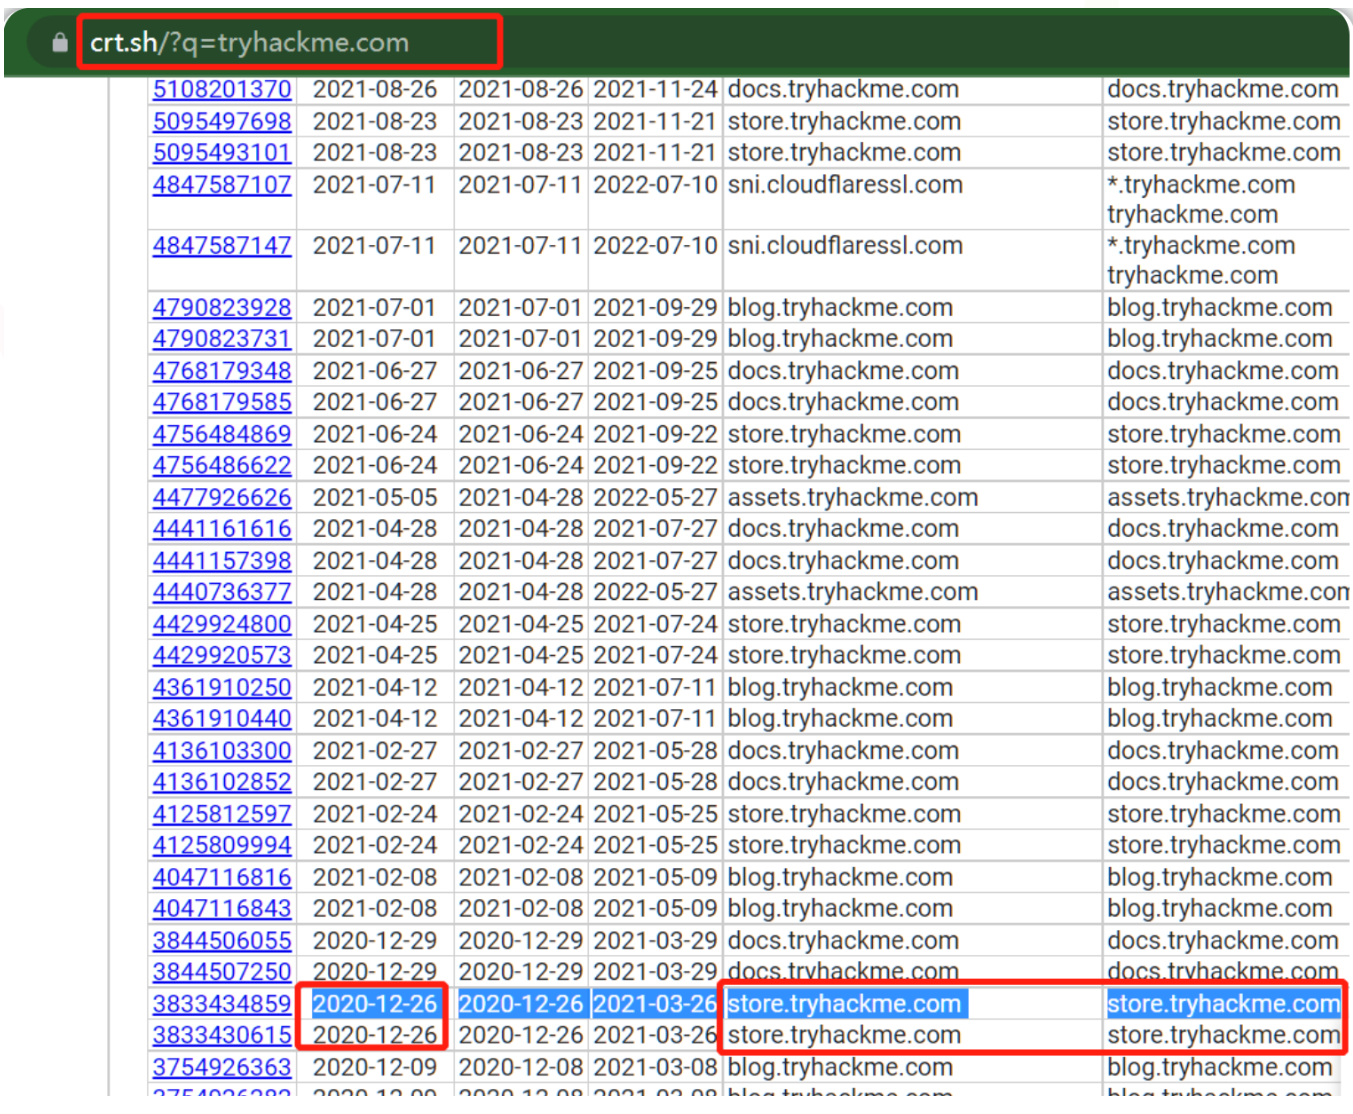 crt.sh/?q=tryhackme.com
5108201370 2021-08-26 2021-08-26 2021-11-24 docs.tryhackme.com docs.tryhackme.com
5095497698 2021-08-23 2021-08-23 2021-11-21 store.tryhackme.com store.tryhackme.com
5095493101 2021-08-23 2021-08-23 2021-11-21 store.tryhackme.com store.tryhackme.com
4847587107 2021-07-11 2021-07-11 2022-07-10 sni.cloudflaressl.com *.tryhackme.com
tryhackme.com
4847587147 2021-07-11 2021-07-11 2022-07-10 sni.cloudflaressl.com *.tryhackme.com
tryhackme.com
4790823928 2021-07-01 2021-07-01 2021-09-29 blog.tryhackme.com blog.tryhackme.com
4790823731 2021-07-01 2021-07-01 2021-09-29 blog.tryhackme.com blog.tryhackme.com
4768179348 2021-06-27 2021-06-27 2021-09-25 docs.tryhackme.com docs.tryhackme.com
4768179585 2021-06-27 2021-06-27 2021-09-25 docs.tryhackme.com docs.tryhackme.com
4756484869 2021-06-24 2021-06-24 2021-09-22 store.tryhackme.com store.tryhackme.com
4756486622 2021-06-24 2021-06-24 2021-09-22 store.tryhackme.com store.tryhackme.com
4477926626 2021-05-05 2021-04-28 2022-05-27 assets.tryhackme.com assets.tryhackme.com
4441161616 2021-04-28 2021-04-28 2021-07-27 docs.tryhackme.com docs.tryhackme.com
4441157398 2021-04-28 2021-04-28 2021-07-27 docs.tryhackme.com docs.tryhackme.com
4440736377 2021-04-28 2021-04-28 2022-05-27 assets.tryhackme.com assets.tryhackme.com
4429924800 2021-04-25 2021-04-25 2021-07-24 store.tryhackme.com store.tryhackme.com
4429920573 2021-04-25 2021-04-25 2021-07-24 store.tryhackme.com store.tryhackme.com
4361910250 2021-04-12 2021-04-12 2021-07-11 blog.tryhackme.com blog.tryhackme.com
4361910440 2021-04-12 2021-04-12 2021-07-11 blog.tryhackme.com blog.tryhackme.com
4136103300 2021-02-27 2021-02-27 2021-05-28 docs.tryhackme.com docs.tryhackme.com
4136102852 2021-02-27 2021-02-27 2021-05-28 docs.tryhackme.com docs.tryhackme.com
4125812597 2021-02-24 2021-02-24 2021-05-25 store.tryhackme.com store.tryhackme.com
4125809994 2021-02-24 2021-02-24 2021-05-25 store.tryhackme.com store.tryhackme.com
4047116816 2021-02-08 2021-02-08 2021-05-09 blog.tryhackme.com blog.tryhackme.com
4047116843 2021-02-08 2021-02-08 2021-05-09 blog.tryhackme.com blog.tryhackme.com
3844506055 2020-12-29 2020-12-29 2021-03-29 docs.tryhackme.com docs.tryhackme.com
3844507250 2020-12-29 2020-12-29 2021-03-29 docs.tryhackme.com docs.tryhackme.com
3833434859 2020-12-26 2020-12-26 2021-03-26 store.tryhackme.com store.tryhackme.com
3833430615 2020-12-26 2020-12-26 2021-03-26 store.tryhackme.com store.tryhackme.com
3754926363 2020-12-09 2020-12-08 2021-03-08 blog.tryhackme.com blog.tryhackme.com